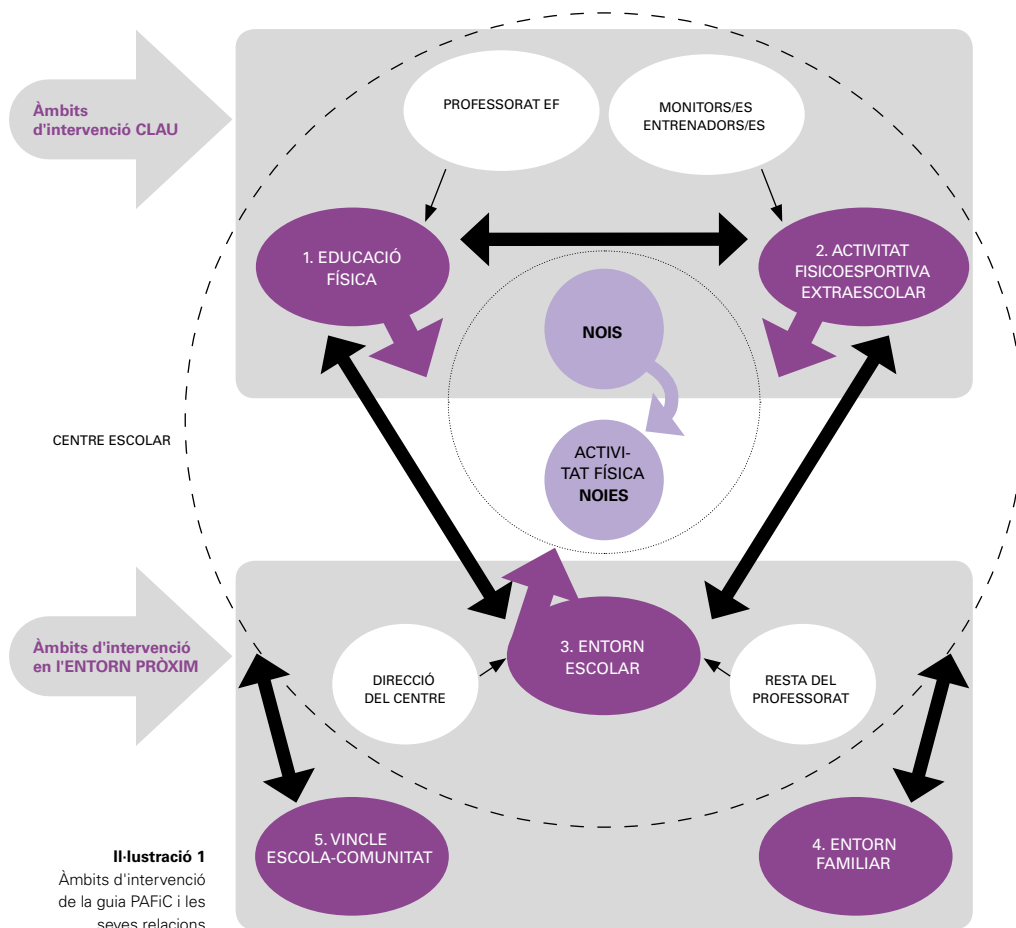 Àmbits
d'intervenció CLAU
PROFESSORAT EF
MONITORS/ES
ENTRENADORS/ES
1. EDUCACIÓ
FÍSICA
2. ACTIVITAT
FISICOESPORTIVA
EXTRAESCOLAR
NOIS
CENTRE ESCOLAR
ACTIVI-
TAT FÍSICA
NOIES
Àmbits d'intervenció
en l'ENTORN PRÒXIM
3. ENTORN
ESCOLAR
DIRECCIÓ
DEL CENTRE
RESTA DEL
PROFESSORAT
5. VINCLE
ESCOLA-COMUNITAT
4. ENTORN
FAMILIAR
Il·lustració 1
Àmbits d'intervenció
de la guia PAFiC i les
seves relacions